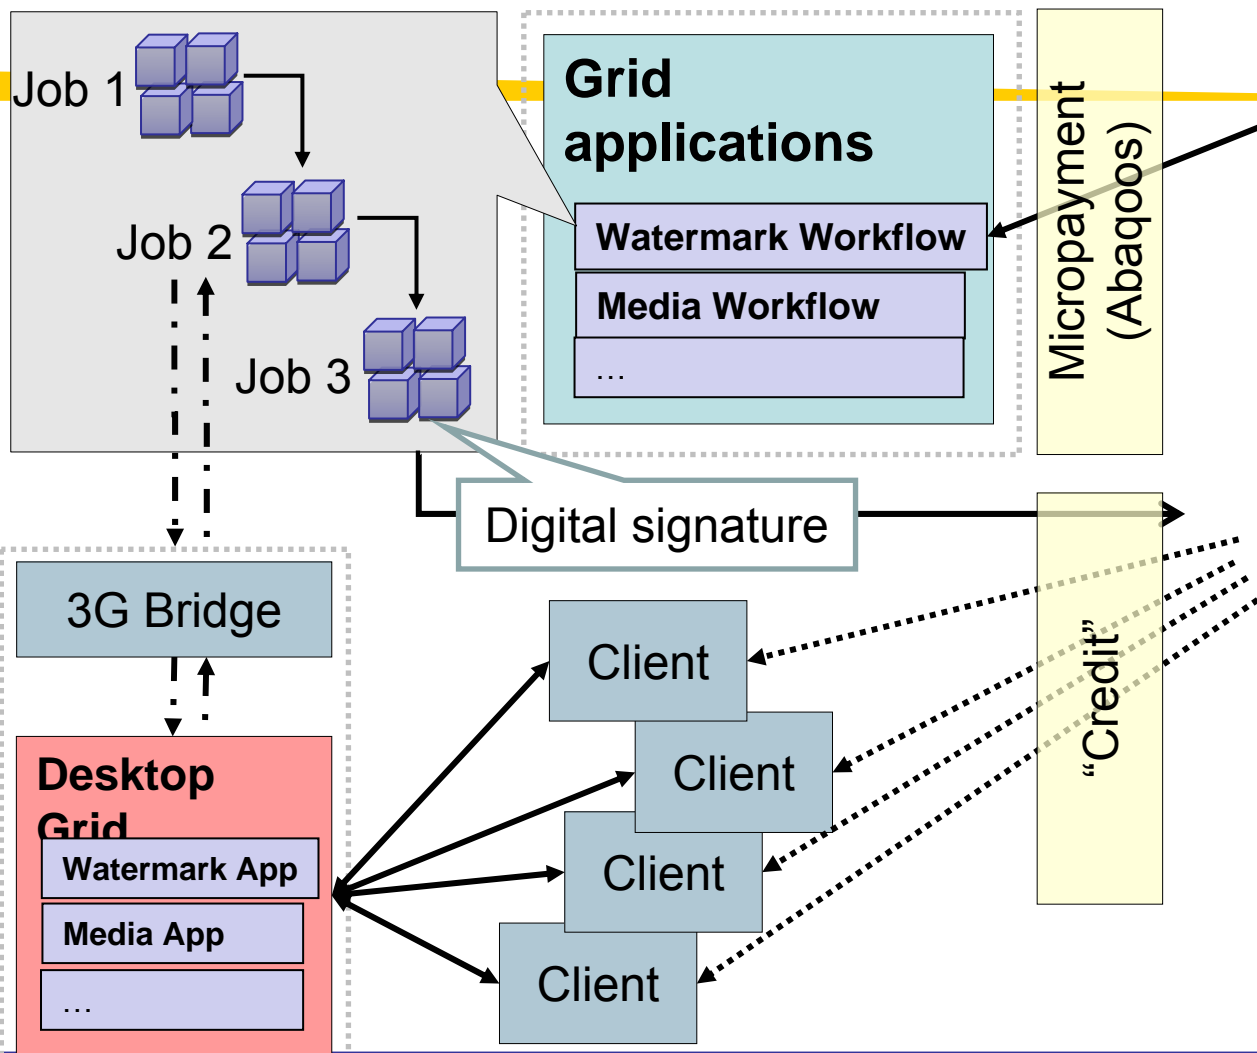 Job 1
Job 2
Job 3
Grid
applications
Watermark Workflow
Media Workflow
...
Micropayment
(Abaqoos)
Digital signature
3G Bridge
Desktop
Grid
Watermark App
Media App
...
Client
Client
Client
Client
“Credit”